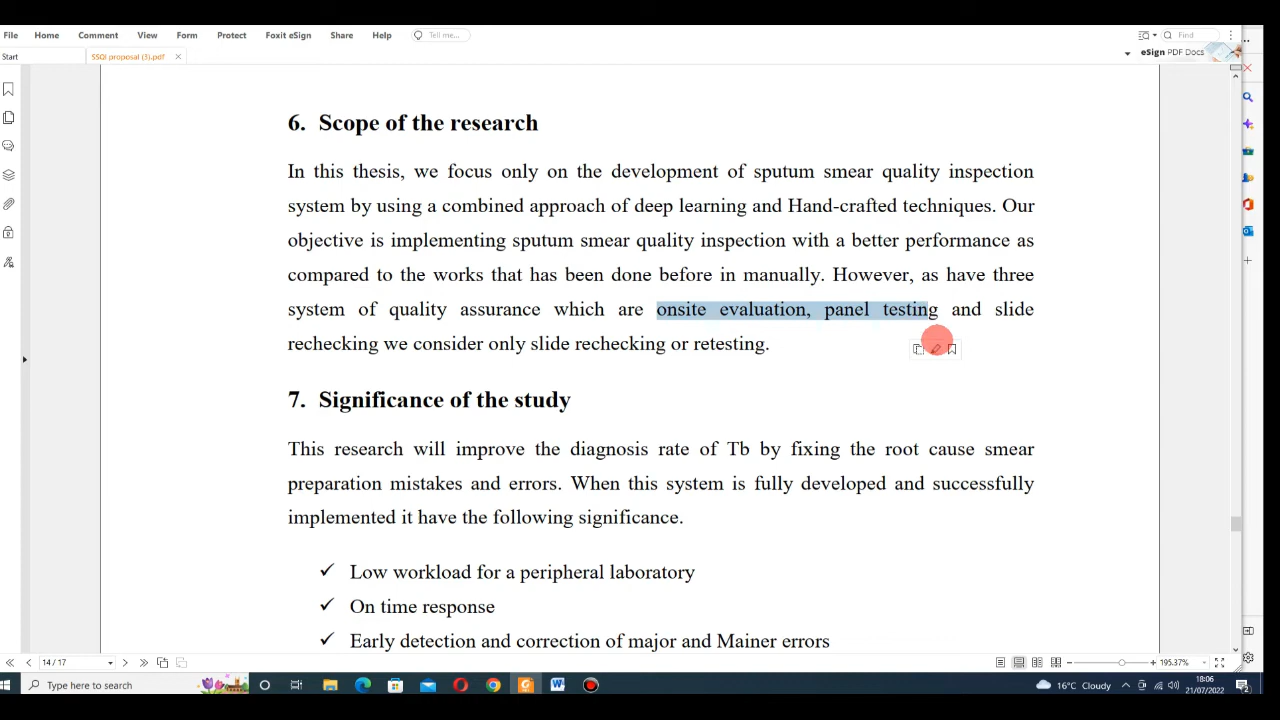 File Home Comment View Form Protect Foxit eSign Share Help Tell me... Find
Start SSQI proposal (3).pdf eSign PDF Docs
6. Scope of the research
In this thesis, we focus only on the development of sputum smear quality inspection
system by using a combined approach of deep learning and Hand-crafted techniques. Our
objective is implementing sputum smear quality inspection with a better performance as
compared to the works that has been done before in manually. However, as have three
system of quality assurance which are onsite evaluation, panel testing and slide
rechecking we consider only slide rechecking or retesting.
7. Significance of the study
This research will improve the diagnosis rate of Tb by fixing the root cause smear
preparation mistakes and errors. When this system is fully developed and successfully
implemented it have the following significance.
✓ Low workload for a peripheral laboratory
✓ On time response
✓ Early detection and correction of major and Mainer errors
14 / 17 195.37%
Type here to search 16°C Cloudy 18:06
21/07/2022